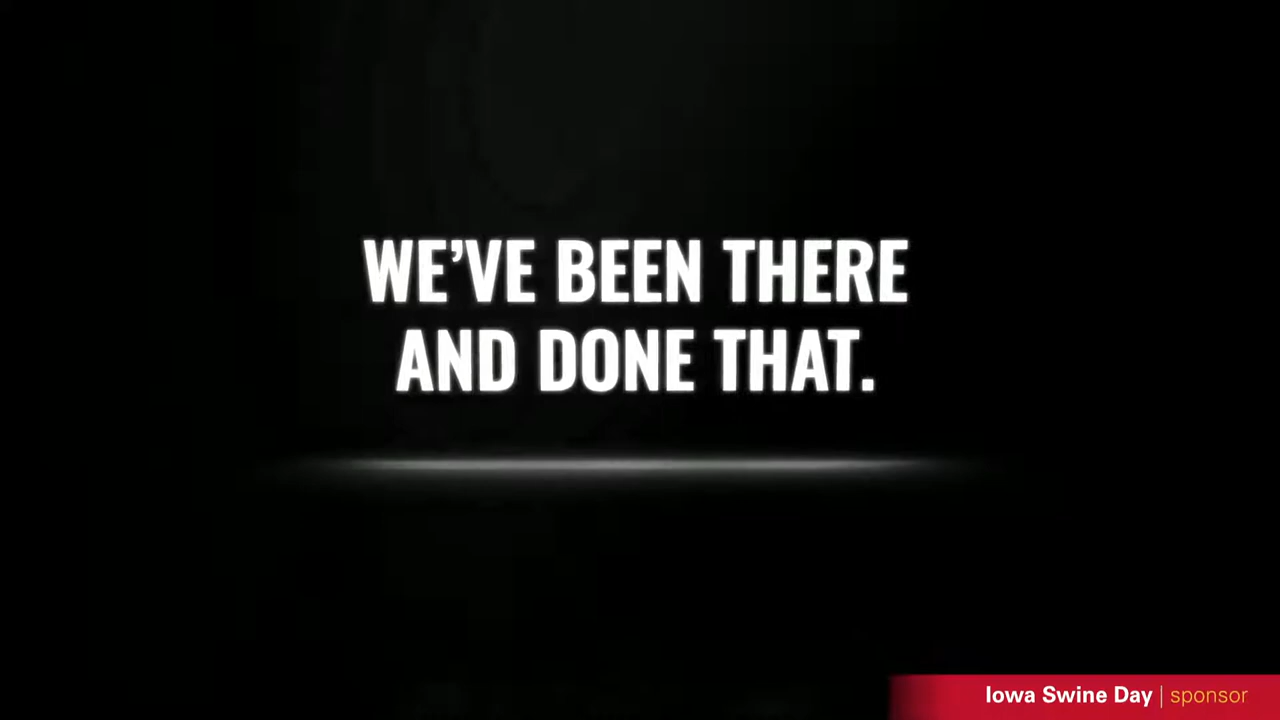 WE’VE BEEN THERE
AND DONE THAT.
Iowa Swine Day | sponsor